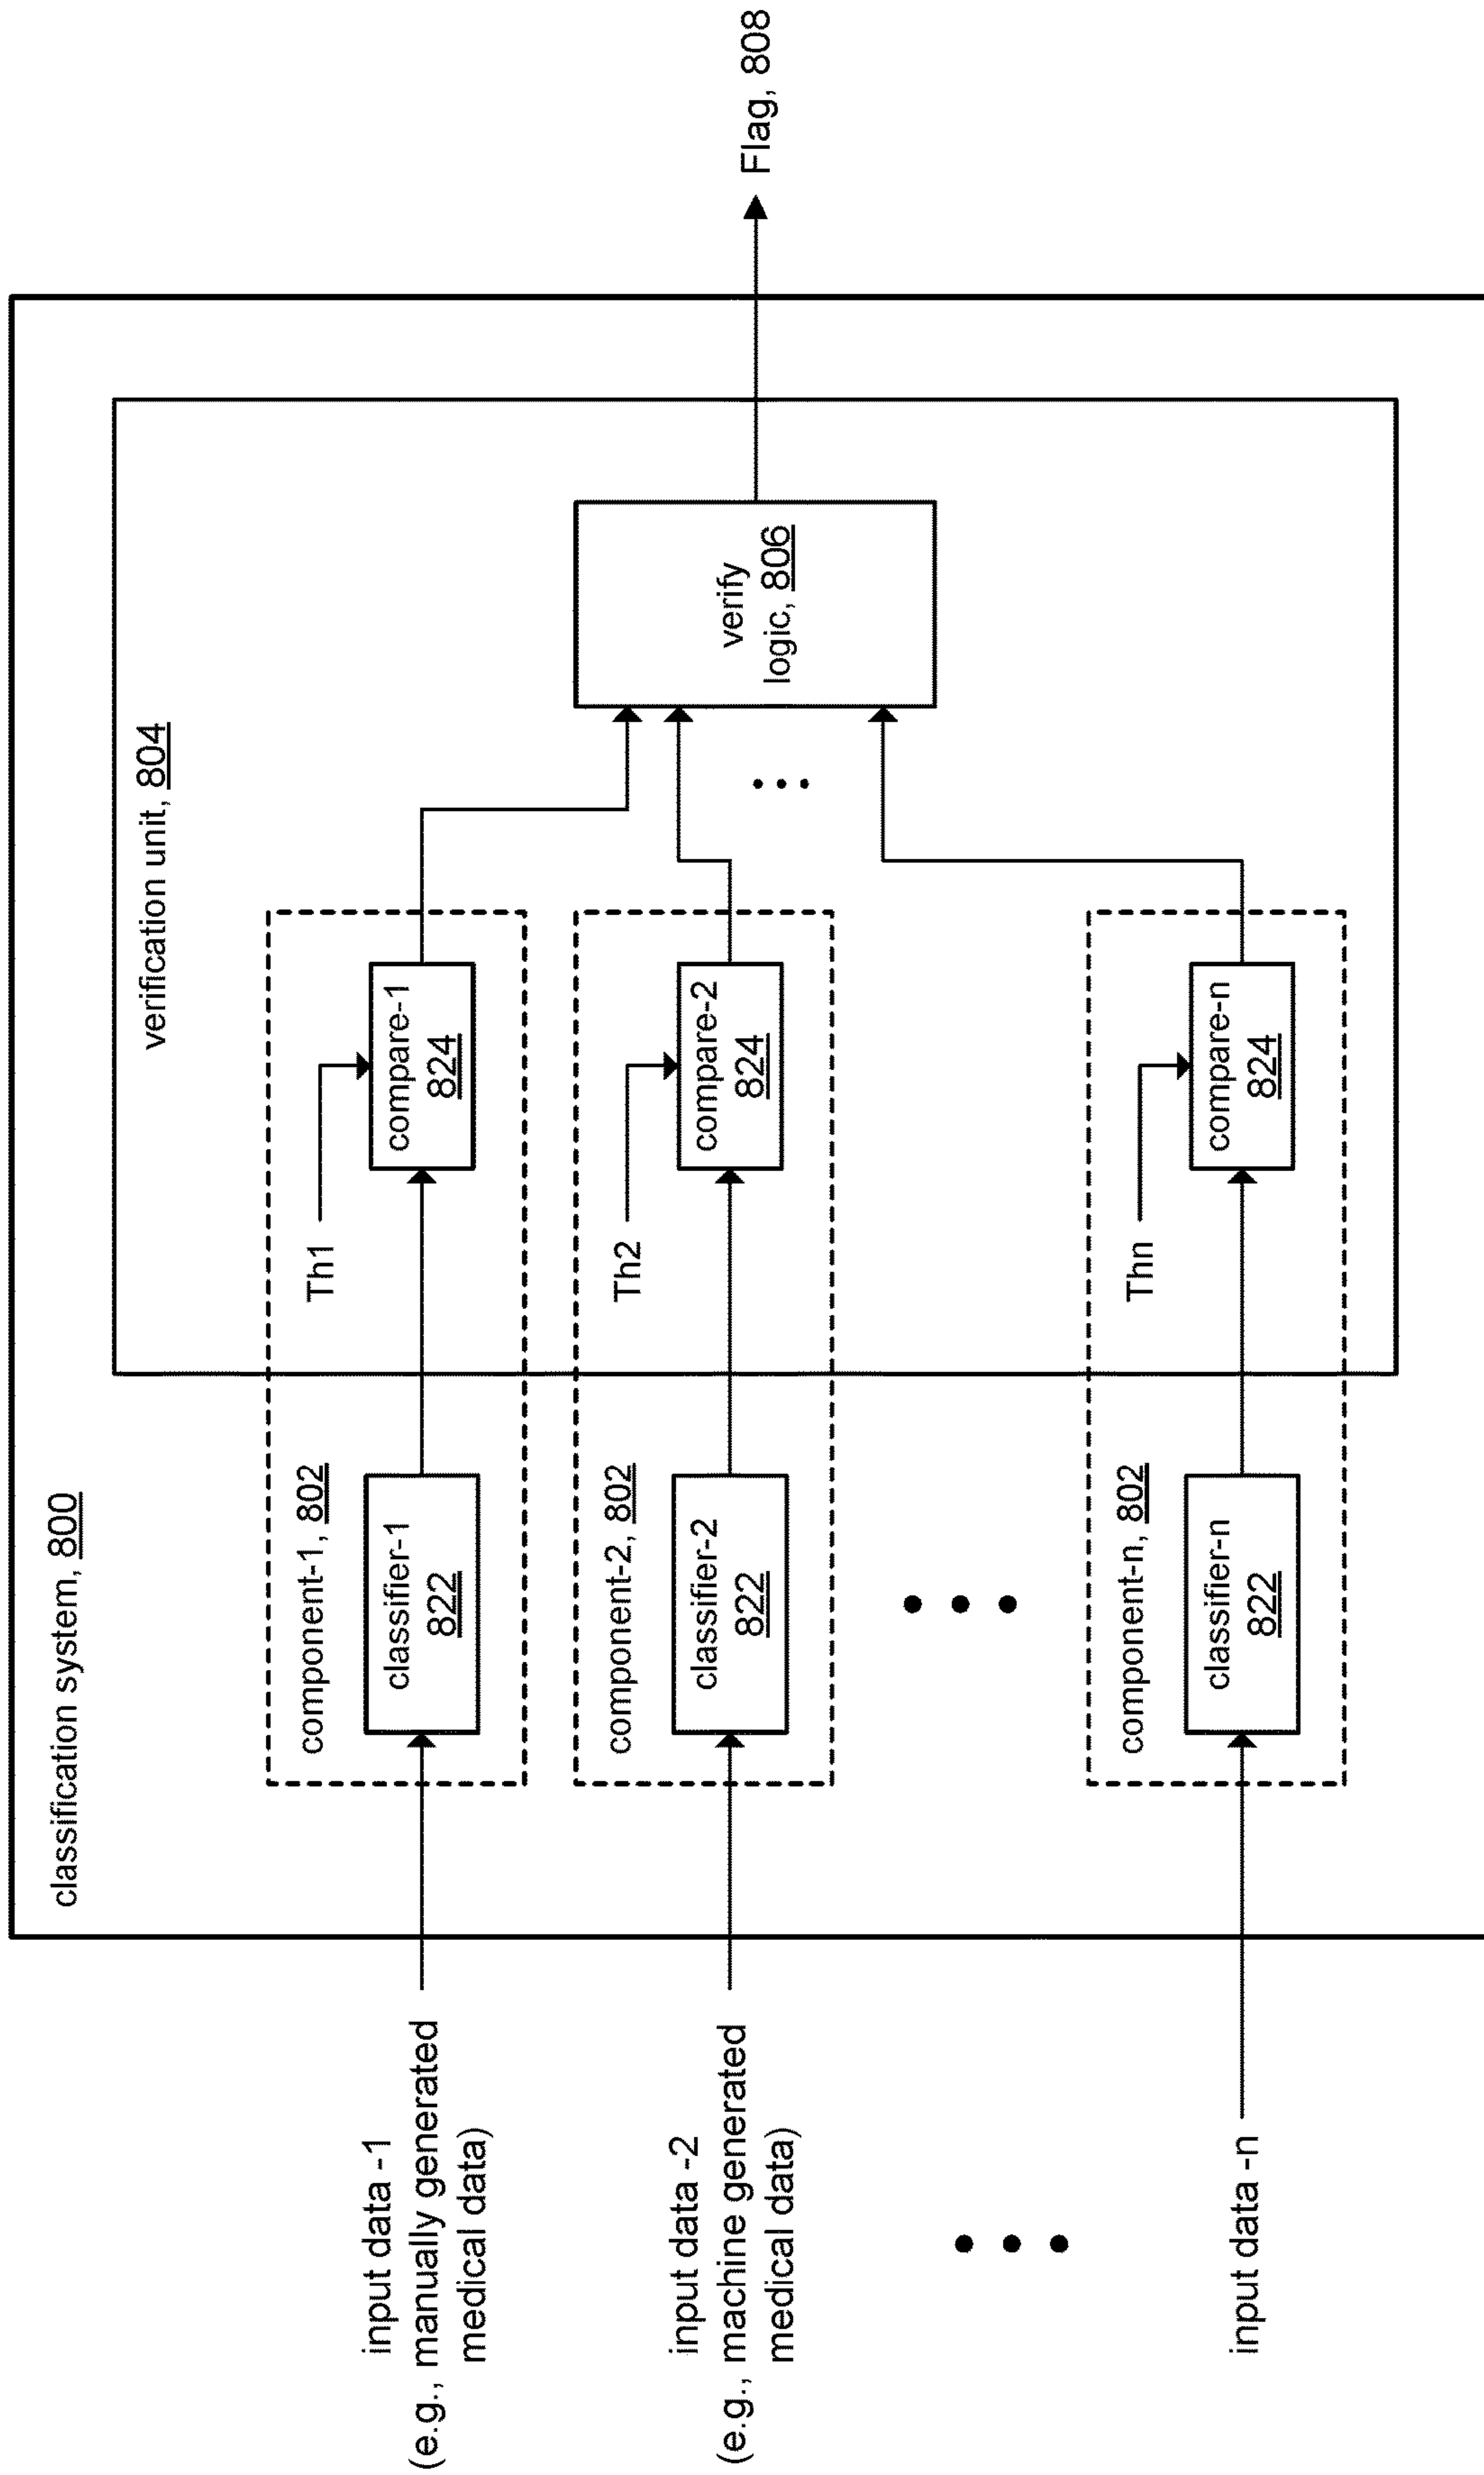 classification system, 800
verification unit, 804
input data -1
(e.g., manually generated
medical data)
component-1, 802
classifier-1
822
Th1
compare-1
824
input data -2
(e.g., machine generated
medical data)
component-2, 802
classifier-2
822
Th2
compare-2
824
verify
logic, 806
Flag, 808
input data -n
component-n, 802
classifier-n
822
Thn
compare-n
824